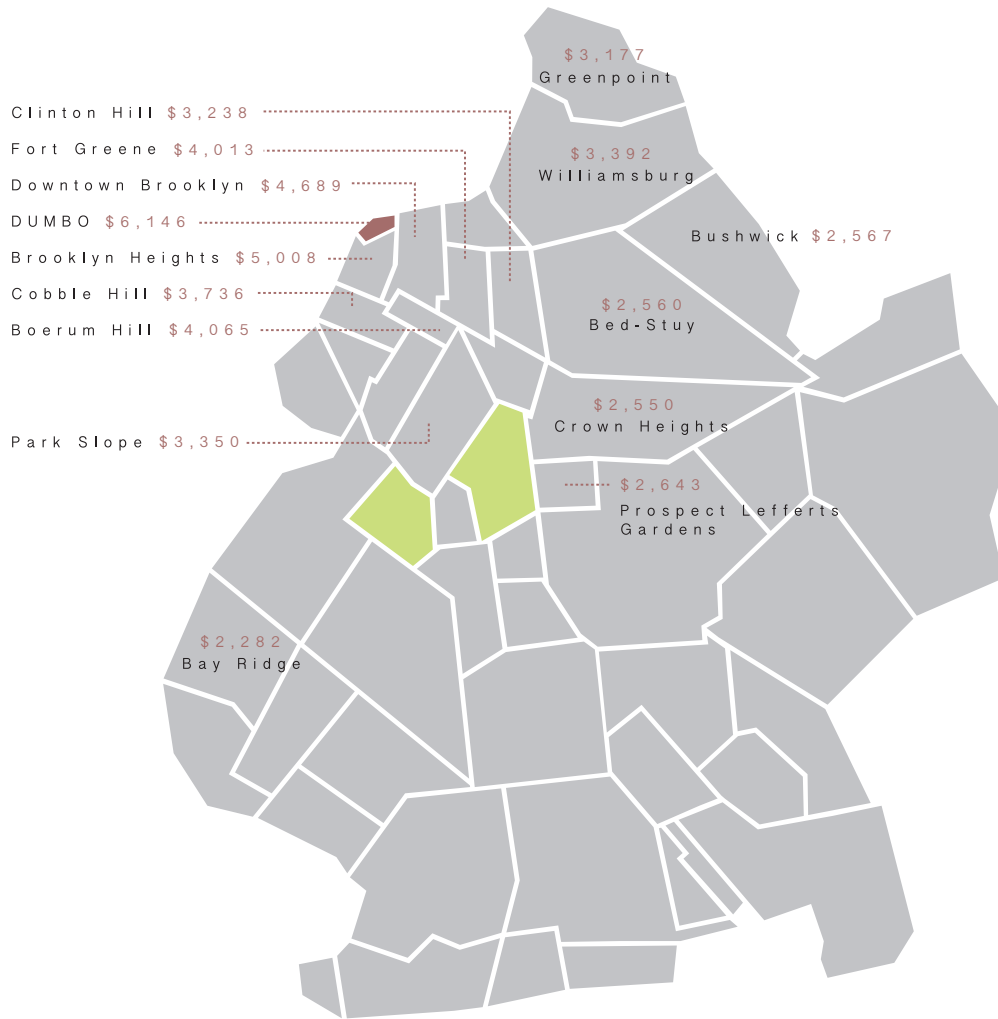 $3,177
Greenpoint
Clinton Hill $3,238
Fort Greene $4,013
$3,392
Williamsburg
Downtown Brooklyn $4,689
DUMBO $6,146
Bushwick $2,567
Brooklyn Heights $5,008
Cobble Hill $3,736
Boerum Hill $4,065
$2,560
Bed-Stuy
$2,550
Crown Heights
Park Slope $3,350
$2,643
Prospect Lefferts
Gardens
$2,282
Bay Ridge